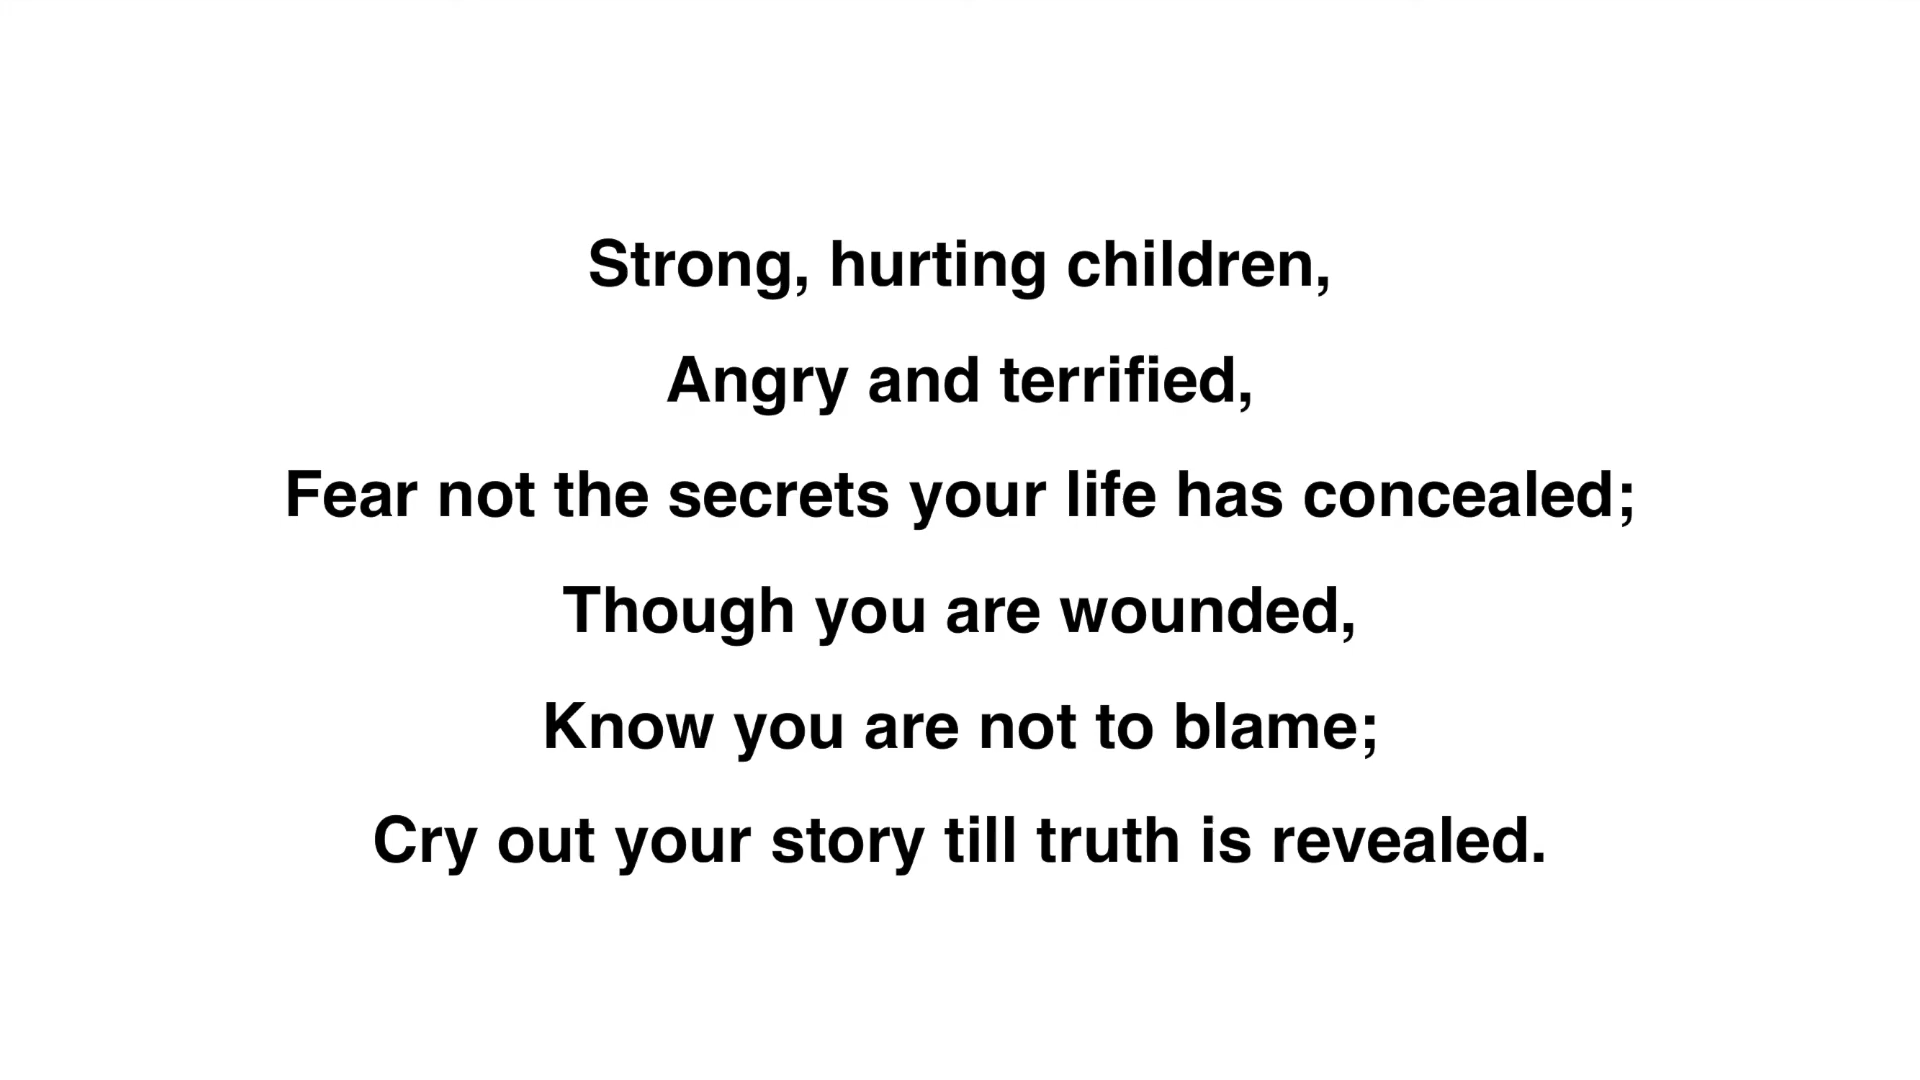 Strong, hurting children,
Angry and terrified,
Fear not the secrets your life has concealed;
Though you are wounded,
Know you are not to blame;
Cry out your story till truth is revealed.